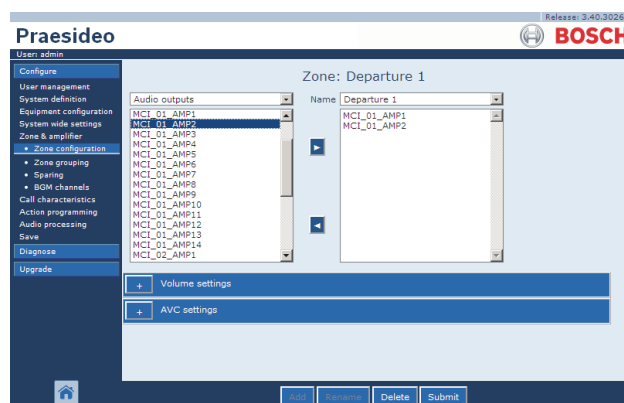 Release: 3.40.3026
Praesideo
BOSCH
User: admin
Configure
User management
System definition
Equipment configuration
System wide settings
Zone & amplifier
• Zone configuration
• Zone grouping
• Sparing
• BGM channels
Call characteristics
Action programming
Audio processing
Save
Diagnose
Upgrade
Zone: Departure 1
Audio outputs
Name Departure 1
MCI_01_AMP1
MCI_01_AMP2
MCI_01_AMP3
MCI_01_AMP4
MCI_01_AMP5
MCI_01_AMP6
MCI_01_AMP7
MCI_01_AMP8
MCI_01_AMP9
MCI_01_AMP10
MCI_01_AMP11
MCI_01_AMP12
MCI_01_AMP13
MCI_01_AMP14
MCI_02_AMP1
MCI_01_AMP1
MCI_01_AMP2
+ Volume settings
+ AVC settings
Add Rename Delete Submit